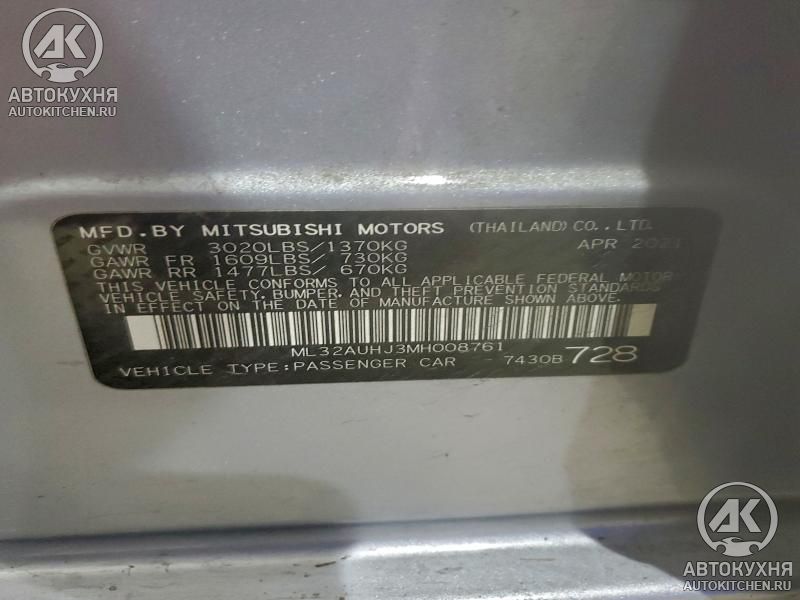 AK
АВТОКУХНЯ
AUTOKITCHEN.RU
MFD. BY MITSUBISHI MOTORS (THAILAND) CO., LTD.
GVWR 3020LBS/1370KG APR 2021
GAWR FR 1609LBS/ 730KG
GAWR RR 1477LBS/ 670KG
THIS VEHICLE CONFORMS TO ALL APPLICABLE FEDERAL MOTOR
VEHICLE SAFETY, BUMPER, AND THEFT PREVENTION STANDARDS
IN EFFECT ON THE DATE OF MANUFACTURE SHOWN ABOVE.
ML32AUHJ3MH008761
VEHICLE TYPE:PASSENGER CAR 7430B 728
AK
АВТОКУХНЯ
AUTOKITCHEN.RU